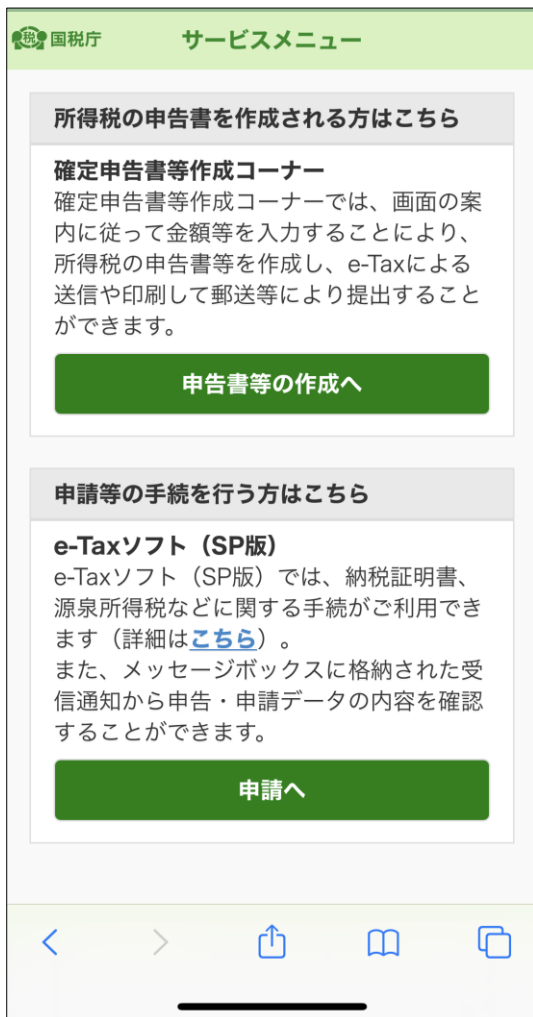 税 国税庁 サービスメニュー
所得税の申告書を作成される方はこちら
確定申告書等作成コーナー
確定申告書等作成コーナーでは、画面の案
内に従って金額等を入力することにより、
所得税の申告書等を作成し、e-Taxによる
送信や印刷して郵送等により提出すること
ができます。
申告書等の作成へ
申請等の手続を行う方はこちら
e-Taxソフト（SP版）
e-Taxソフト（SP版）では、納税証明書、
源泉所得税などに関する手続がご利用でき
ます（詳細はこちら）。
また、メッセージボックスに格納された受
信通知から申告・申請データの内容を確認
することができます。
申請へ